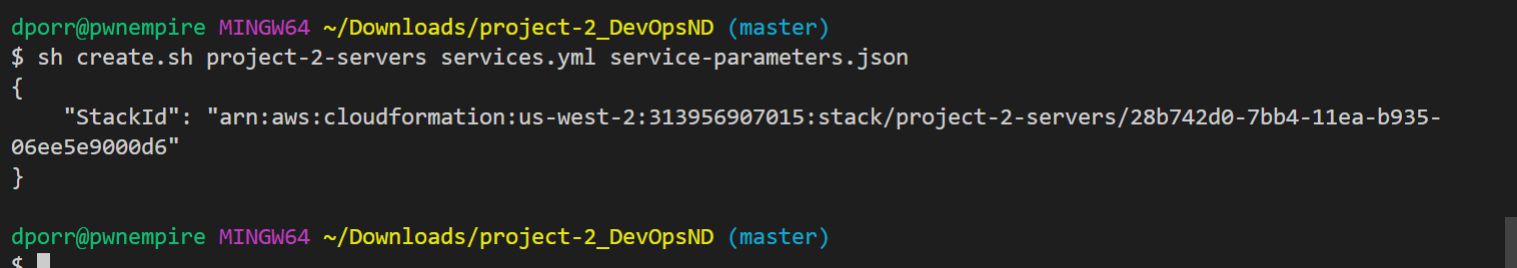 dporr@pwnempire MINGW64 ~/Downloads/project-2_DevOpsND (master)
$ sh create.sh project-2-servers services.yml service-parameters.json
{
    "StackId": "arn:aws:cloudformation:us-west-2:313956907015:stack/project-2-servers/28b742d0-7bb4-11ea-b935-
06ee5e9000d6"
}
dporr@pwnempire MINGW64 ~/Downloads/project-2_DevOpsND (master)
$